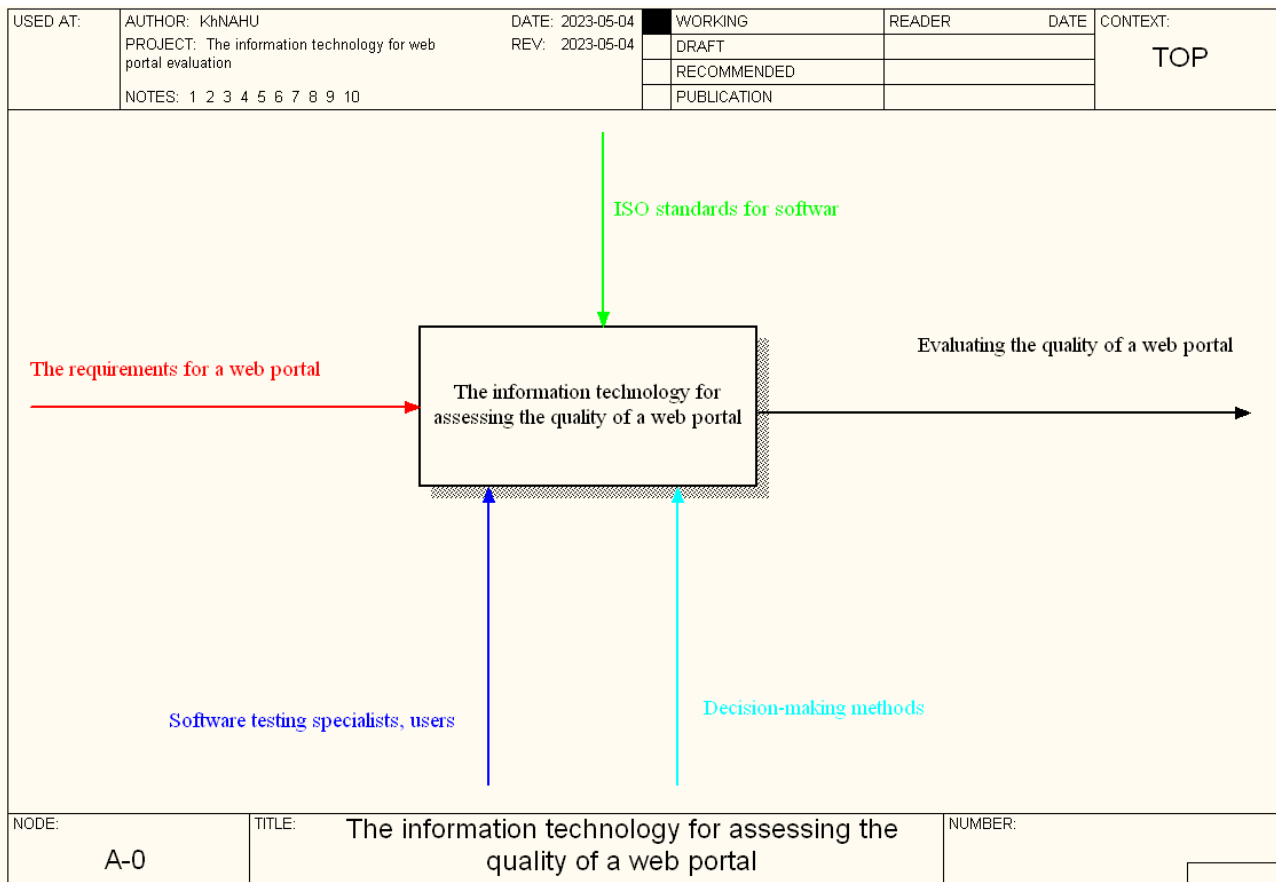 USED AT:
AUTHOR: KhNAHU
DATE: 2023-05-04
PROJECT: The information technology for web
portal evaluation
REV: 2023-05-04
NOTES: 1 2 3 4 5 6 7 8 9 10
WORKING
DRAFT
RECOMMENDED
PUBLICATION
READER
DATE
CONTEXT:
TOP
ISO standards for softwar
The requirements for a web portal
The information technology for
assessing the quality of a web portal
Evaluating the quality of a web portal
Software testing specialists, users
Decision-making methods
NODE:
A-0
TITLE:
The information technology for assessing the
quality of a web portal
NUMBER: